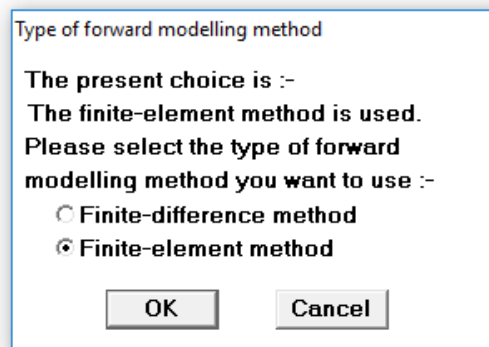 Type of forward modelling method
The present choice is :-
The finite-element method is used.
Please select the type of forward
modelling method you want to use :-
Finite-difference method
Finite-element method
OK Cancel